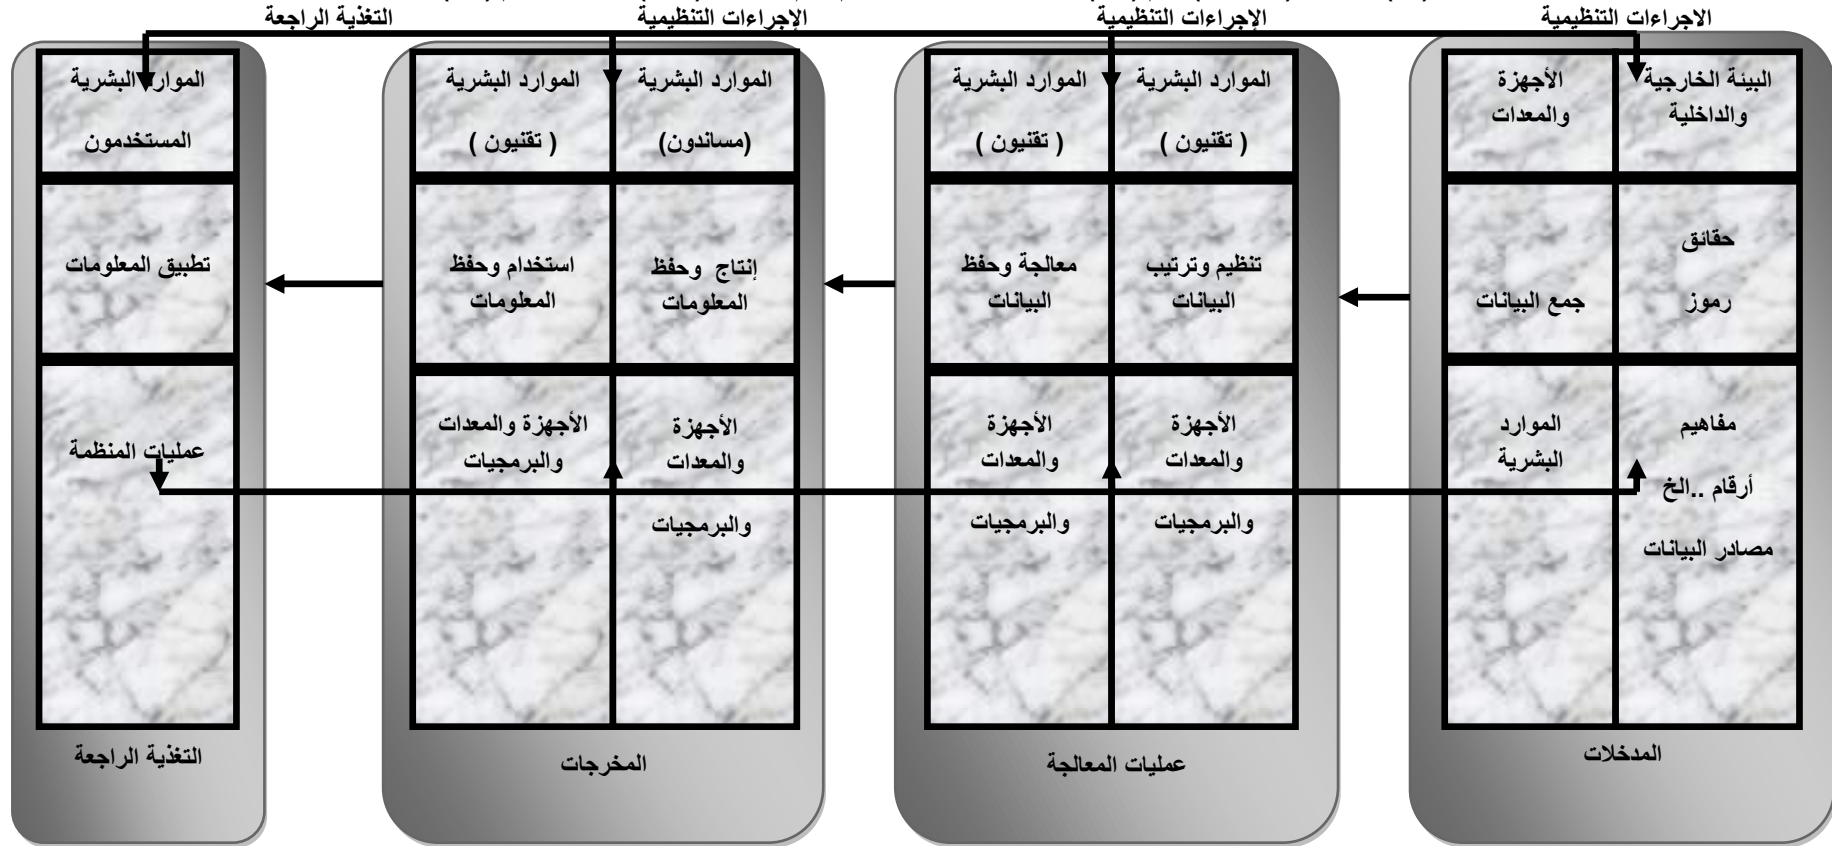 الاجراءات التنظيمية
الإجراءات التنظيمية
الإجراءات التنظيمية
التغذية الراجعة
البيئة الخارجية
والداخلية
الأجهزة
والمعدات
حقائق
رموز
جمع البيانات
مفاهيم
أرقام ..الخ
مصادر البيانات
الموارد
البشرية
المدخلات
الموارد البشرية
( تقنيون )
الموارد البشرية
( تقنيون )
تنظيم وترتيب
البيانات
معالجة وحفظ
البيانات
الأجهزة
والمعدات
والبرمجيات
الأجهزة
والمعدات
والبرمجيات
عمليات المعالجة
الموارد البشرية
(مساندون)
الموارد البشرية
( تقنيون )
إنتاج وحفظ
المعلومات
استخدام وحفظ
المعلومات
الأجهزة
والمعدات
والبرمجيات
الأجهزة والمعدات
والبرمجيات
المخرجات
الموارد البشرية
المستخدمون
تطبيق المعلومات
عمليات المنظمة
التغذية الراجعة